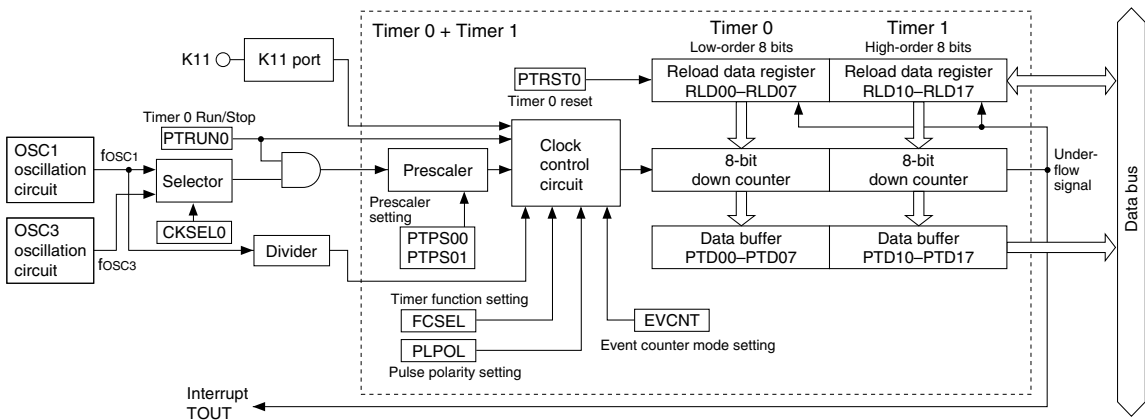 Timer 0 + Timer 1
Timer 0
Low-order 8 bits
Timer 1
High-order 8 bits
K11
K11 port
PTRST0
Timer 0 reset
Reload data register
RLD00–RLD07
Reload data register
RLD10–RLD17
Timer 0 Run/Stop
PTRUN0
OSC1
oscillation
circuit
fOSC1
Selector
Prescaler
Clock
control
circuit
8-bit
down counter
8-bit
down counter
Under-
flow
signal
Data bus
Prescaler
setting
PTPS00
PTPS01
OSC3
oscillation
circuit
fOSC3
CKSEL0
Divider
Data buffer
PTD00–PTD07
Data buffer
PTD10–PTD17
Timer function setting
FCSEL
EVCNT
Event counter mode setting
PLPOL
Pulse polarity setting
Interrupt
TOUT